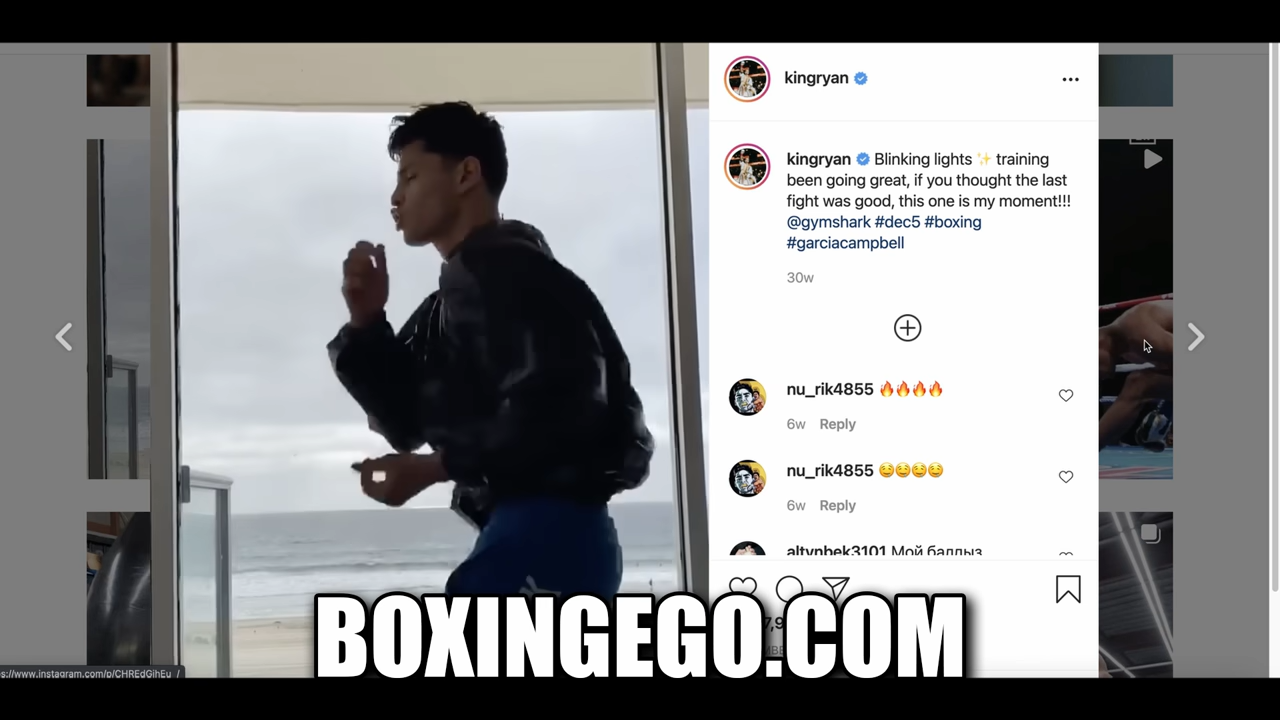 kingryan
kingryan Blinking lights ✨ training
been going great, if you thought the last
fight was good, this one is my moment!!!
@gymshark #dec5 #boxing
#garciacampbell
30w
nu_rik4855 🔥🔥🔥🔥
6w Reply
nu_rik4855 😊😊😊😊
6w Reply
altynbek3101 Мой баллыз
BOXINGEGO.COM